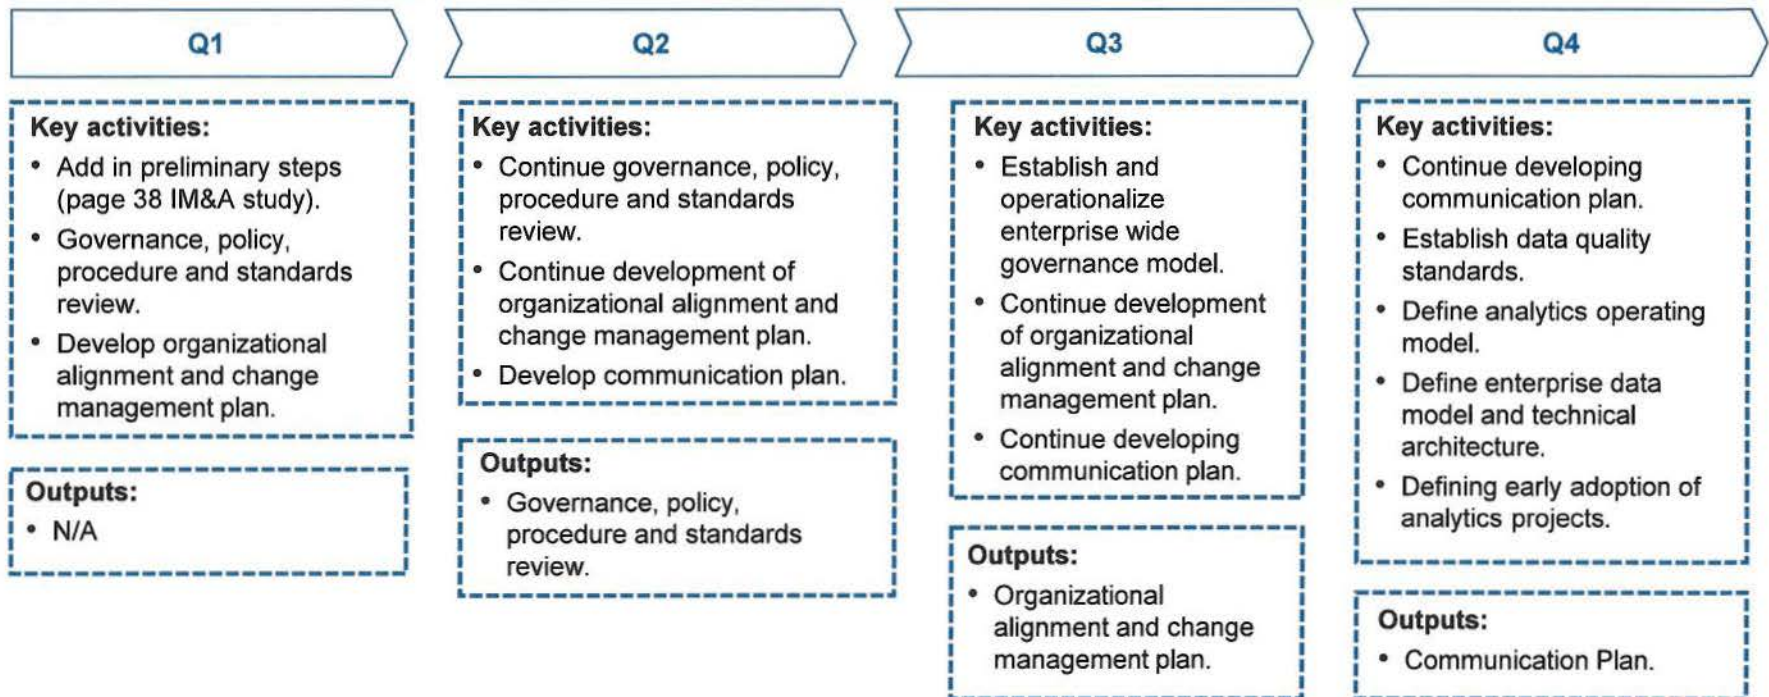 Q1
Key activities:
• Add in preliminary steps
(page 38 IM&A study).
• Governance, policy,
procedure and standards
review.
• Develop organizational
alignment and change
management plan.
Outputs:
• N/A
Q2
Key activities:
• Continue governance, policy,
procedure and standards
review.
• Continue development of
organizational alignment and
change management plan.
• Develop communication plan.
Outputs:
• Governance, policy,
procedure and standards
review.
Q3
Key activities:
• Establish and
operationalize
enterprise wide
governance model.
• Continue development
of organizational
alignment and change
management plan.
• Continue developing
communication plan.
Outputs:
• Organizational
alignment and change
management plan.
Q4
Key activities:
• Continue developing
communication plan.
• Establish data quality
standards.
• Define analytics operating
model.
• Define enterprise data
model and technical
architecture.
• Defining early adoption of
analytics projects.
Outputs:
• Communication Plan.